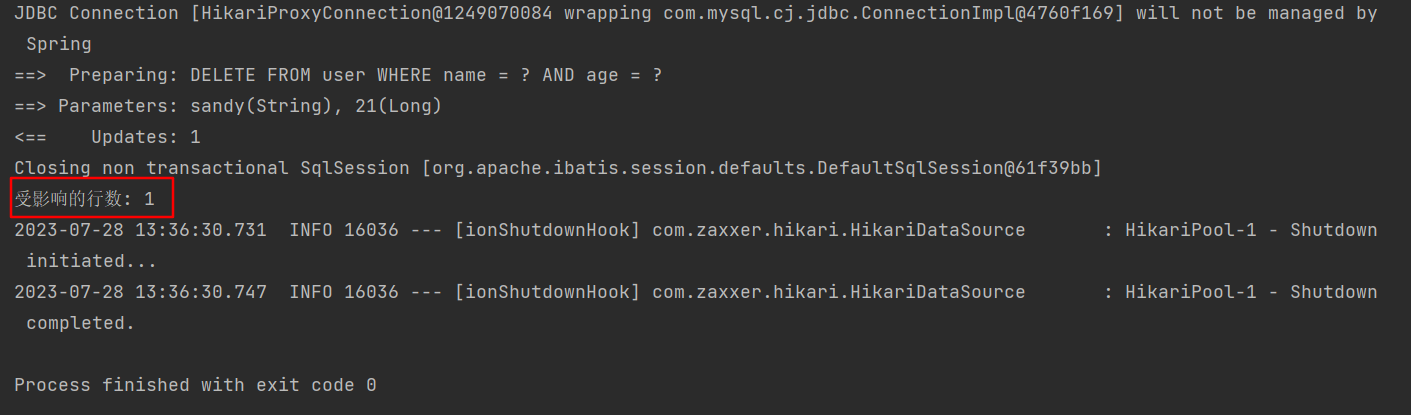 JDBC Connection [HikariProxyConnection@1249070084 wrapping com.mysql.cj.jdbc.ConnectionImpl@4760f169] will not be managed by
 Spring
==>  Preparing: DELETE FROM user WHERE name = ? AND age = ?
==> Parameters: sandy(String), 21(Long)
<==    Updates: 1
Closing non transactional SqlSession [org.apache.ibatis.session.defaults.DefaultSqlSession@61f39bb]
受影响的行数: 1
2023-07-28 13:36:30.731  INFO 16036 --- [ionShutdownHook] com.zaxxer.hikari.HikariDataSource       : HikariPool-1 - Shutdown
 initiated...
2023-07-28 13:36:30.747  INFO 16036 --- [ionShutdownHook] com.zaxxer.hikari.HikariDataSource       : HikariPool-1 - Shutdown
 completed.
Process finished with exit code 0